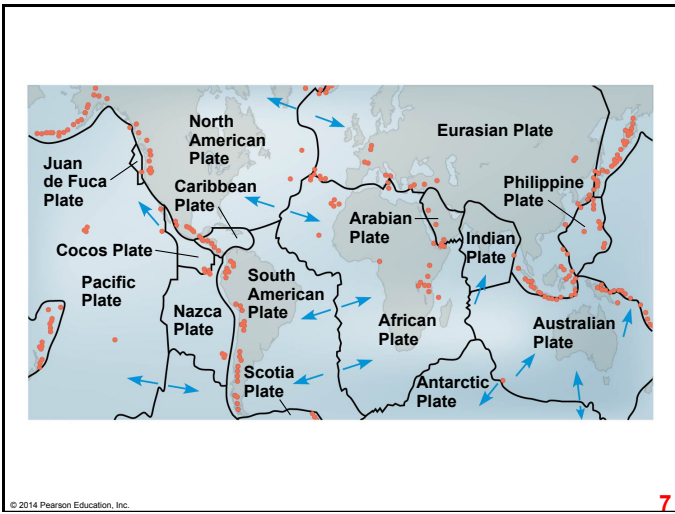 North
American
Plate
Eurasian Plate
Juan
de Fuca
Plate
Caribbean
Plate
Philippine
Plate
Arabian
Plate
Indian
Plate
Cocos Plate
Pacific
Plate
South
American
Plate
Nazca
Plate
African
Plate
Australian
Plate
Scotia
Plate
Antarctic
Plate
© 2014 Pearson Education, Inc.
7